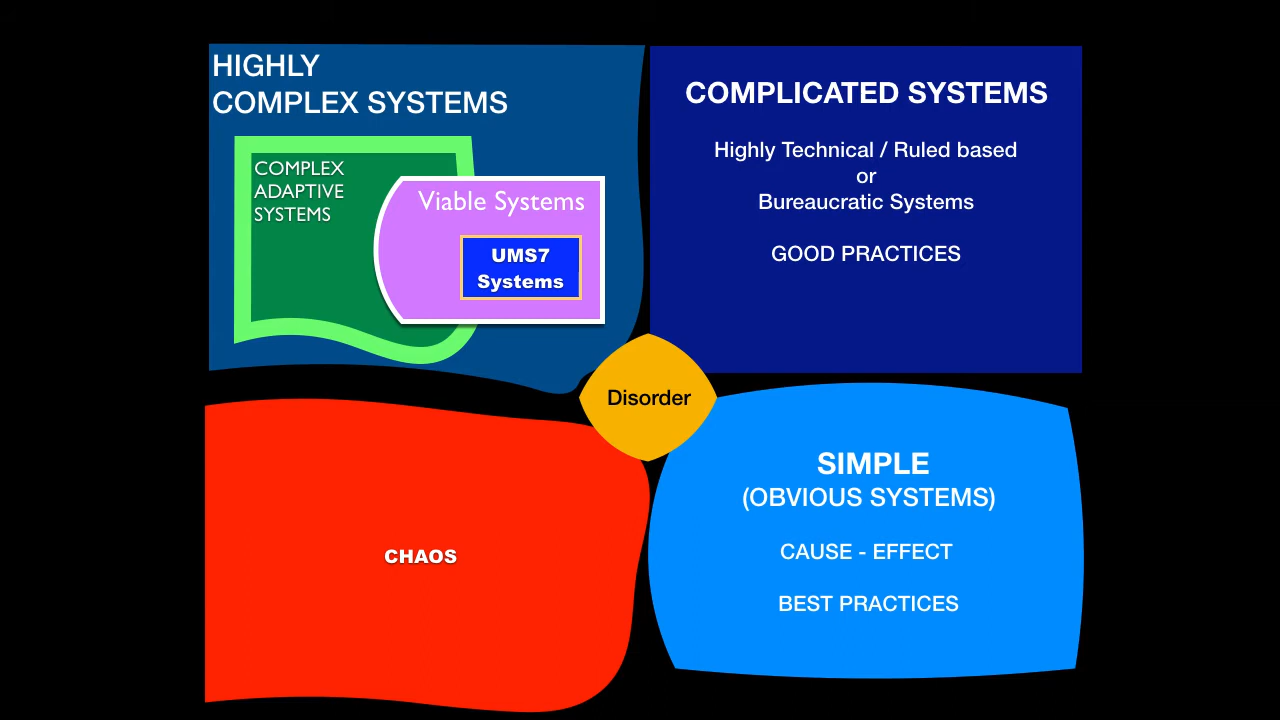 HIGHLY
COMPLEX SYSTEMS
COMPLEX
ADAPTIVE
SYSTEMS
Viable Systems
UMS7
Systems
COMPLICATED SYSTEMS
Highly Technical / Ruled based
or
Bureaucratic Systems
GOOD PRACTICES
Disorder
CHAOS
SIMPLE
(OBVIOUS SYSTEMS)
CAUSE - EFFECT
BEST PRACTICES